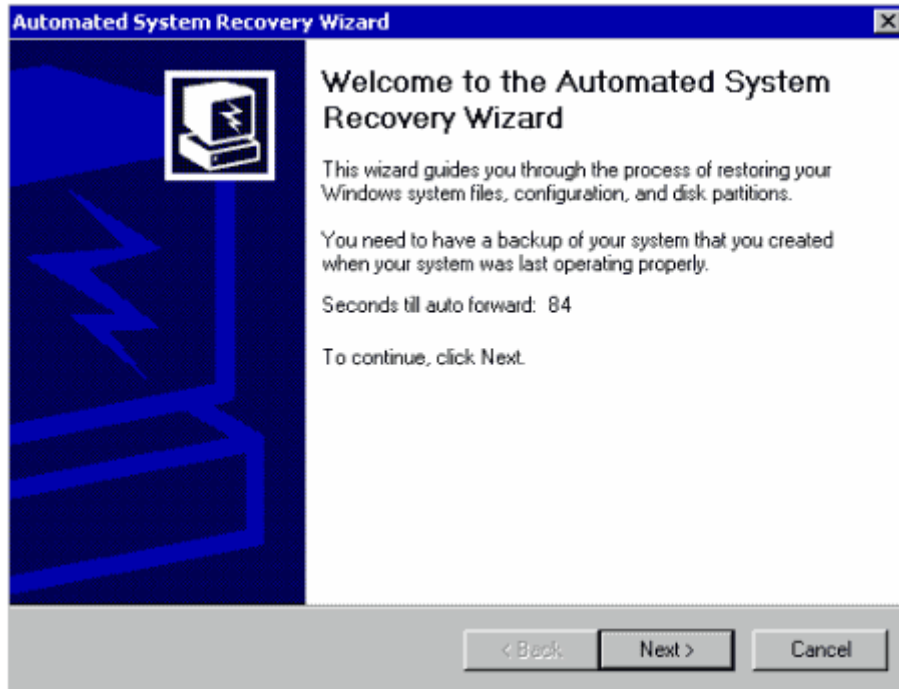 Automated System Recovery Wizard
Welcome to the Automated System
Recovery Wizard
This wizard guides you through the process of restoring your
Windows system files, configuration, and disk partitions.
You need to have a backup of your system that you created
when your system was last operating properly.
Seconds till auto forward: 84
To continue, click Next.
< Back
Next >
Cancel